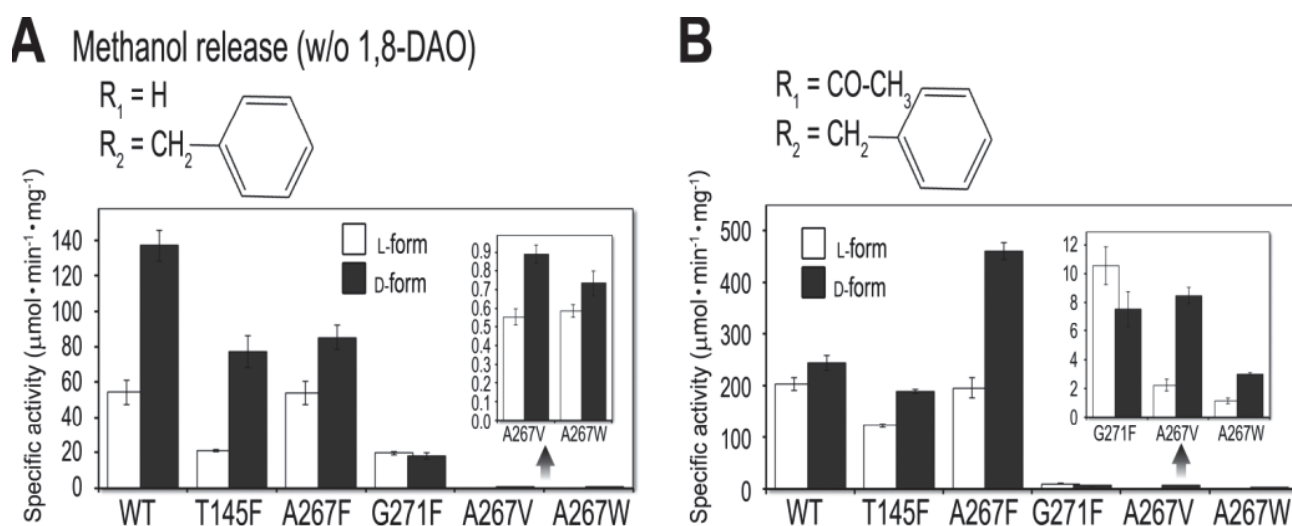 A Methanol release (w/o 1,8-DAO)
R₁ = H
R₂ = CH₂
Specific activity (μmol•min⁻¹•mg⁻¹)
140
120
100
80
60
40
20
0
L-form
D-form
0.9
0.8
0.7
0.6
0.5
0.4
0.3
0.2
0.1
0.0
A267V A267W
WT T145F A267F G271F A267V A267W
B
R₁ = CO-CH₃
R₂ = CH₂
Specific activity (μmol•min⁻¹•mg⁻¹)
500
400
300
200
100
0
L-form
D-form
12
10
8
6
4
2
0
G271F A267V A267W
WT T145F A267F G271F A267V A267W